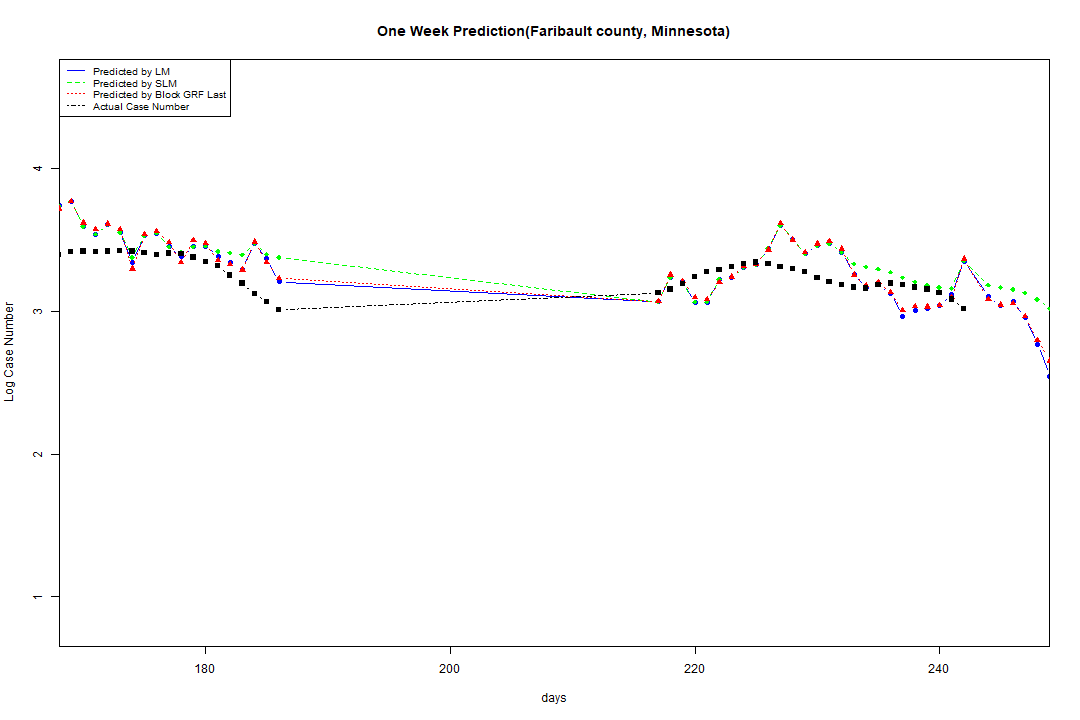 One Week Prediction(Faribault county, Minnesota)
Predicted by LM
Predicted by SLM
Predicted by Block GRF Last
Actual Case Number
4
3
2
1
Log Case Number
180 200 220 240
days